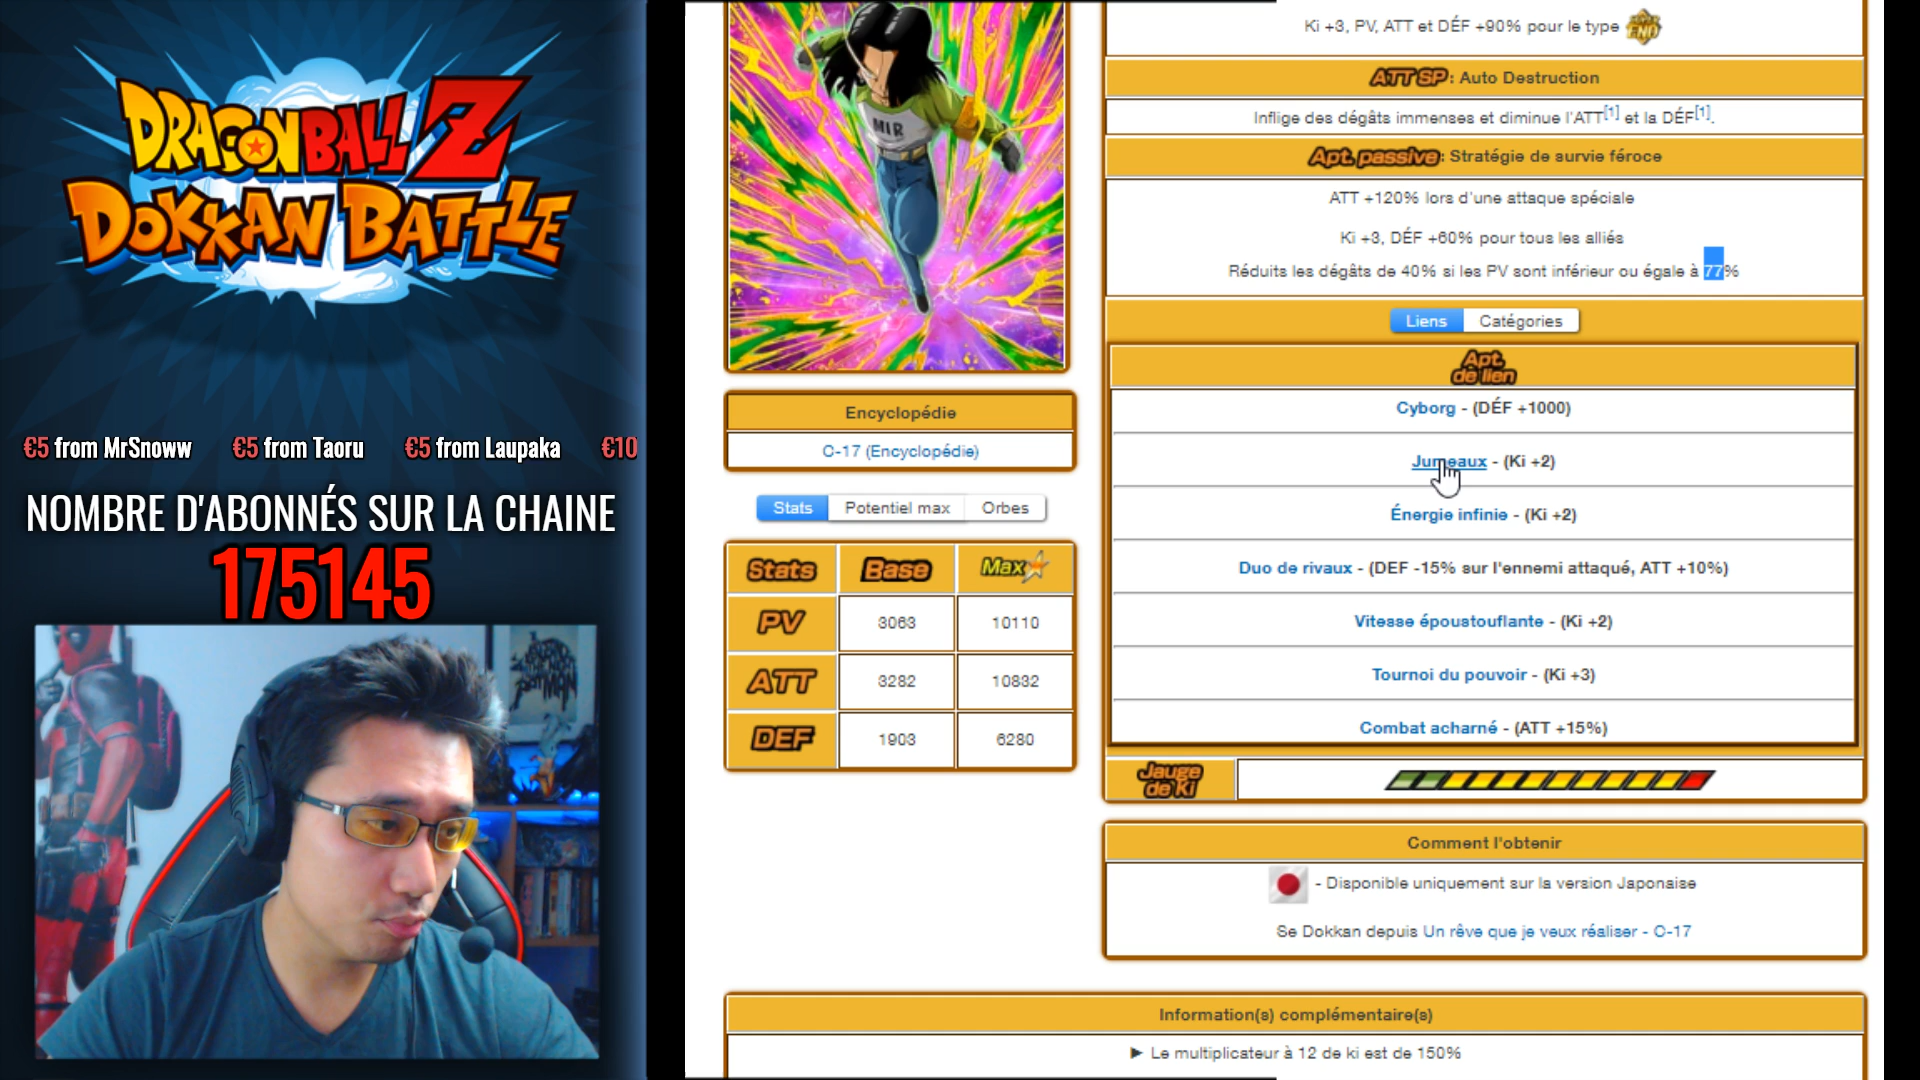 DRAGON BALL Z
DOKKAN BATTLE
€5 from MrSnoww €5 from Taoru €5 from Laupaka €10
NOMBRE D'ABONNÉS SUR LA CHAINE
175145
MIR
Encyclopédie
C-17 (Encyclopédie)
Stats Potentiel max Orbes
Stats Base Max
PV 3063 10110
ATT 3282 10832
DEF 1903 6280
Ki +3, PV, ATT et DÉF +90% pour le type
ATT SP : Auto Destruction
Inflige des dégâts immenses et diminue l'ATT[1] et la DÉF[1].
Apt. passive : Stratégie de survie féroce
ATT +120% lors d'une attaque spéciale
Ki +3, DÉF +60% pour tous les alliés
Réduits les dégâts de 40% si les PV sont inférieur ou égale à 77%
Liens Catégories
Apt.
de lien
Cyborg - (DÉF +1000)
Jumeaux - (Ki +2)
Énergie infinie - (Ki +2)
Duo de rivaux - (DEF -15% sur l'ennemi attaqué, ATT +10%)
Vitesse époustouflante - (Ki +2)
Tournoi du pouvoir - (Ki +3)
Combat acharné - (ATT +15%)
Jauge
de Ki
Comment l'obtenir
- Disponible uniquement sur la version Japonaise
Se Dokkan depuis Un rêve que je veux réaliser - C-17
Information(s) complémentaire(s)
► Le multiplicateur à 12 de ki est de 150%